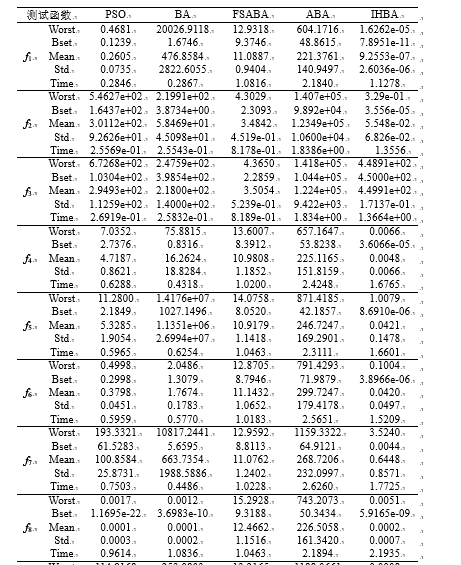 测试函数 PSO BA FSABA ABA IHBA
Worst 0.4681 20026.9118 12.9318 604.1716 1.6262e-05
Bset 0.1239 1.6746 9.3746 48.8615 7.8951e-11
f1 Mean 0.2605 476.8584 11.0887 221.3761 9.2553e-07
Std 0.0735 2822.6055 0.9404 140.9497 2.6036e-06
Time 0.2846 0.2867 1.0816 2.1840 1.1278
Worst 5.4627e+02 2.1991e+02 4.3029 1.407e+05 3.29e-01
Bset 1.6437e+02 3.8734e+00 2.3093 9.892e+04 3.556e-05
f2 Mean 3.0112e+02 5.8469e+01 3.4842 1.2349e+05 5.548e-02
Std 9.2626e+01 4.5098e+01 4.519e-01 1.0600e+04 6.826e-02
Time 2.5569e-01 2.5543e-01 8.178e-01 1.8386e+00 1.3556
Worst 6.7268e+02 2.4759e+02 4.3650 1.418e+05 4.4891e+02
Bset 1.0304e+02 3.9854e+02 2.2859 1.044e+05 4.5000e+02
f3 Mean 2.9493e+02 2.1800e+02 3.5054 1.224e+05 4.4991e+02
Std 1.1259e+02 1.4000e+02 5.239e-01 9.422e+03 1.7137e-01
Time 2.6919e-01 2.5832e-01 8.189e-01 1.834e+00 1.3664e+00
Worst 7.0352 75.8815 13.6007 657.1647 0.0066
Bset 2.7376 0.8316 8.3912 53.8238 3.6066e-05
f4 Mean 4.7187 16.2624 10.9808 225.1165 0.0048
Std 0.8621 18.8284 1.1852 151.8159 0.0066
Time 0.6288 0.4318 1.0200 2.4248 1.6765
Worst 11.2800 1.4176e+07 14.0758 871.4185 1.0079
Bset 2.1849 1027.1496 8.0520 42.1857 8.6910e-06
f5 Mean 5.3285 1.1351e+06 10.9179 246.7247 0.0421
Std 1.9054 2.6994e+07 1.1418 169.2901 0.1478
Time 0.5965 0.6254 1.0463 2.3111 1.6601
Worst 0.4998 2.0486 12.8705 791.4293 0.1004
Bset 0.2998 1.3079 8.7946 71.9879 3.8966e-06
f6 Mean 0.3798 1.7674 11.1432 299.7247 0.0420
Std 0.0451 0.1783 1.0652 179.4178 0.0497
Time 0.5959 0.5770 1.0183 2.5651 1.5209
Worst 193.3321 10817.2441 12.9592 1159.3322 3.5240
Bset 61.5283 5.6595 8.8113 64.9121 0.0044
f7 Mean 100.8584 663.7354 11.0762 268.7206 0.6448
Std 25.8731 1988.5886 1.2402 232.0997 0.8571
Time 0.7503 0.4486 1.0228 2.6260 1.7725
Worst 0.0017 0.0012 15.2928 743.2073 0.0051
Bset 1.1695e-22 3.6983e-10 9.3188 50.3434 5.9165e-09
f8 Mean 0.0001 0.0001 12.4662 226.5058 0.0002
Std 0.0003 0.0002 1.1516 161.3420 0.0007
Time 0.9614 1.0836 1.0463 2.1894 2.1935